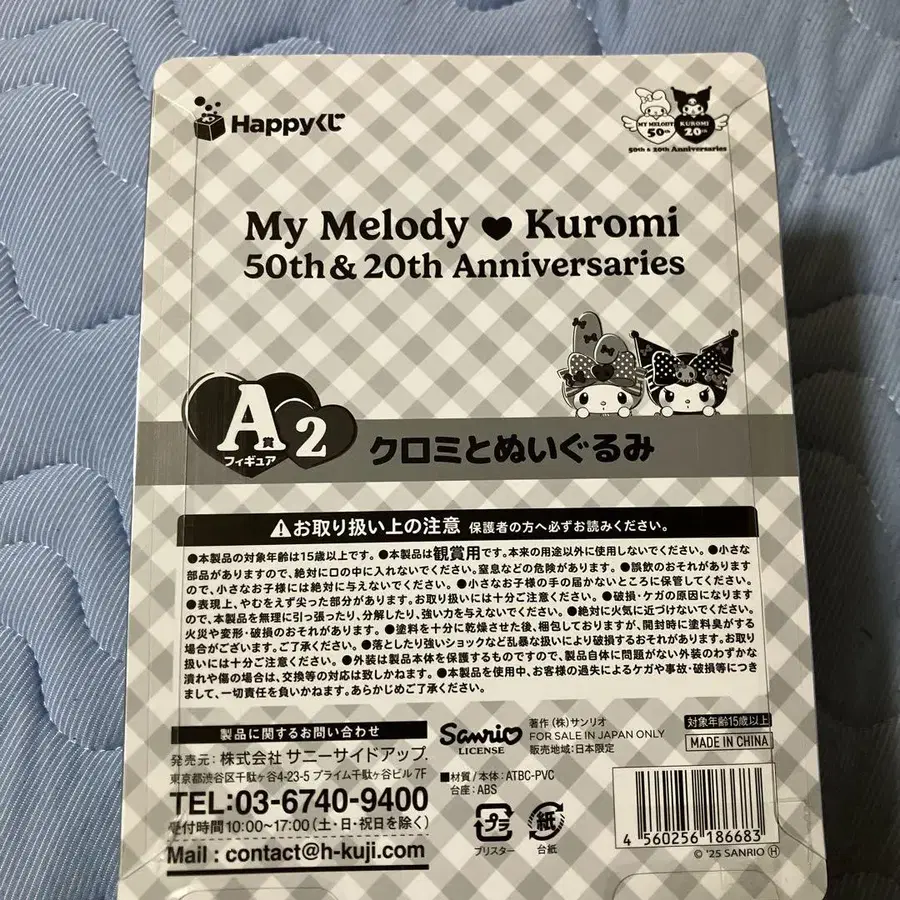 Happyくじ
MY MELODY 50th
KUROMI 20th
50th & 20th Anniversaries
My Melody ♥ Kuromi
50th & 20th Anniversaries
A賞
フィギュア
2
クロミとぬいぐるみ
⚠お取り扱い上の注意 保護者の方へ必ずお読みください。
●本製品の対象年齢は15歳以上です。●本製品は観賞用です。本来の用途以外に使用しないでください。●小さな
部品がありますので、絶対に口の中に入れないでください。窒息などの危険があります。●誤飲のおそれがあります
ので、小さなお子様には絶対に与えないでください。●小さなお子様の手の届かないところに保管してください。
●表現上、やむをえず尖った部分があります。お取り扱いには十分ご注意ください。●破損・ケガの原因になります
ので、本製品を無理に引っ張ったり、分解したり、強い力を与えないでください。●絶対に火気に近づけないでください。
火災や変形・破損のおそれがあります。●塗料を十分に乾燥させた後、梱包しておりますが、開封時に塗料臭がする
場合がございます。ご了承ください。●落としたり強いショックなど乱暴な扱いにより破損するおそれがあります。お取り
扱いには十分ご注意ください。●外装は製品本体を保護するものですので、製品自体に問題がない外装のわずかな
潰れや傷の場合は、交換等の対応は致しかねます。●本製品を使用中、お客様の過失によるケガや事故・破損等につき
まして、一切責任を負いかねます。あらかじめご了承ください。
製品に関するお問い合わせ
発売元：株式会社 サニーサイドアップ.
東京都渋谷区千駄ヶ谷4-23-5 プライム千駄ヶ谷ビル 7F
TEL:03-6740-9400
受付時間10:00~17:00(土・日・祝日を除く)
Mail : contact@h-kuji.com
Sanrio
LICENSE
著作(株)サンリオ
FOR SALE IN JAPAN ONLY
販売地域:日本限定
対象年齢15歳以上
MADE IN CHINA
■材質/本体:ATBC-PVC
台座:ABS
プラ
ブリスター
紙
台紙
4 560256 186683
© '25 SANRIO Ⓗ